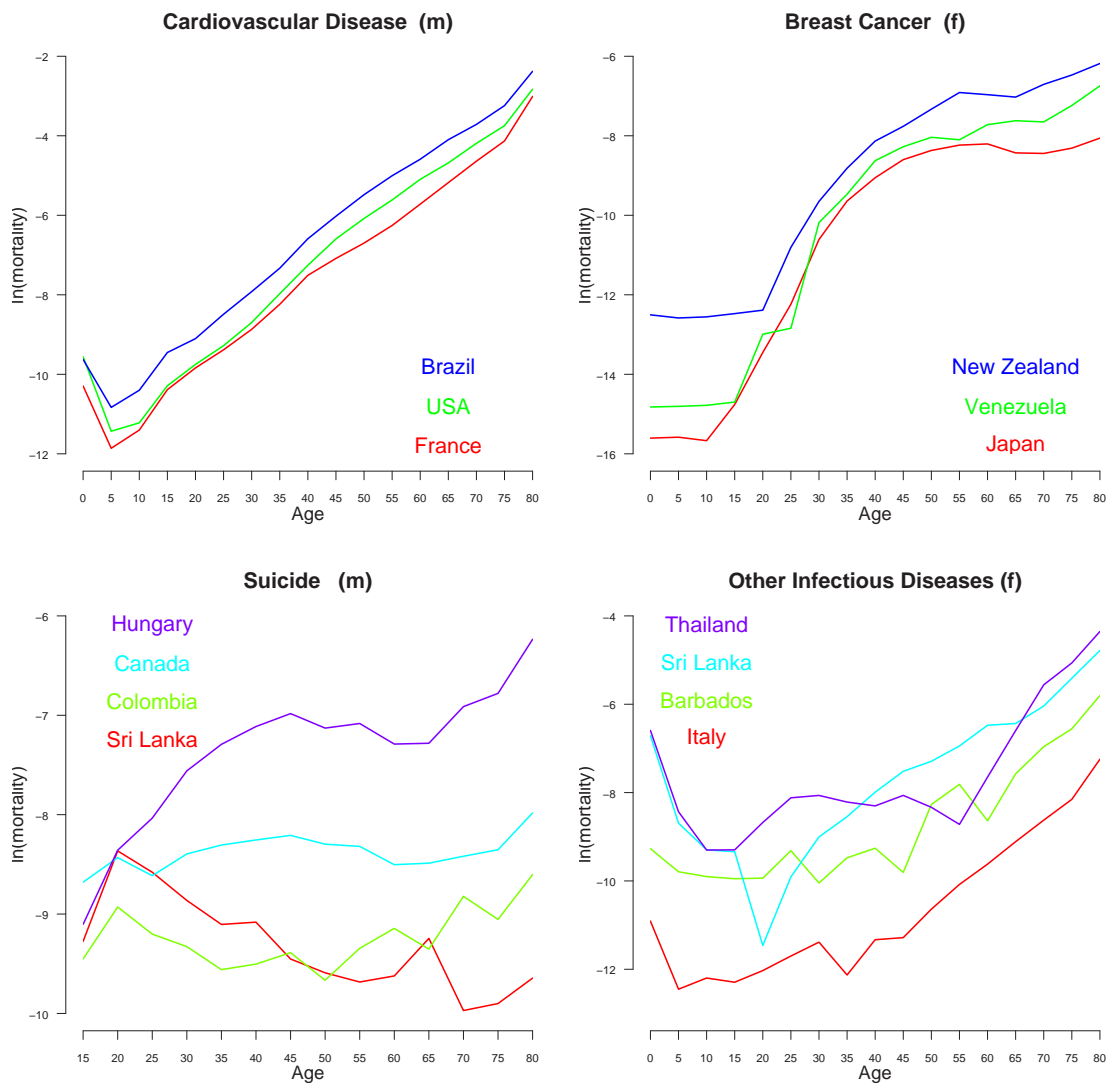 Cardiovascular Disease (m)
−2
−4
−6
−8
−10
−12
ln(mortality)
Brazil
USA
France
0 5 10 15 20 25 30 35 40 45 50 55 60 65 70 75 80
Age
Breast Cancer (f)
−6
−8
−10
−12
−14
−16
ln(mortality)
New Zealand
Venezuela
Japan
0 5 10 15 20 25 30 35 40 45 50 55 60 65 70 75 80
Age
Suicide (m)
−6
−7
−8
−9
−10
ln(mortality)
Hungary
Canada
Colombia
Sri Lanka
15 20 25 30 35 40 45 50 55 60 65 70 75 80
Age
Other Infectious Diseases (f)
−4
−6
−8
−10
−12
ln(mortality)
Thailand
Sri Lanka
Barbados
Italy
0 5 10 15 20 25 30 35 40 45 50 55 60 65 70 75 80
Age